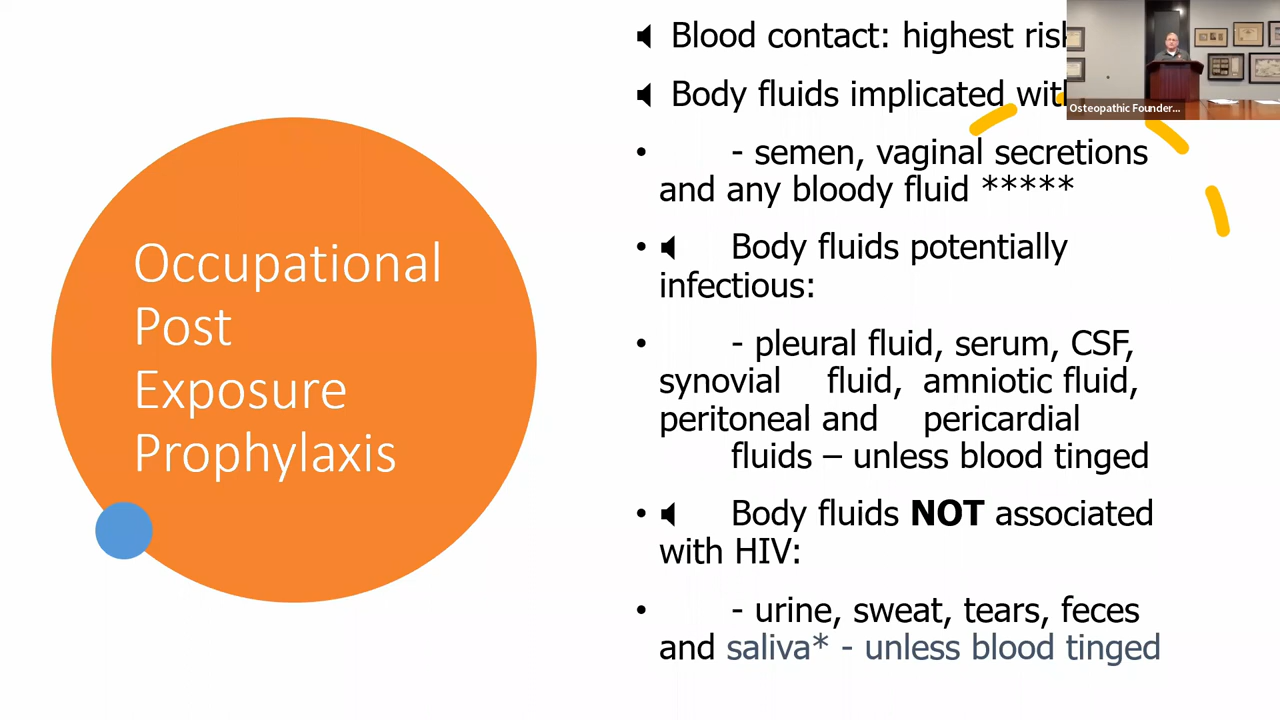 Occupational
Post
Exposure
Prophylaxis
Blood contact: highest
Body fluids implicated
- semen, vaginal secretions
and any bloody fluid *****
Body fluids potentially
infectious:
- pleural fluid, serum, CSF,
synovial fluid, amniotic fluid,
peritoneal and pericardial
fluids – unless blood tinged
Body fluids NOT associated
with HIV:
- urine, sweat, tears, feces
and saliva* - unless blood tinged
Osteopathic Founder...